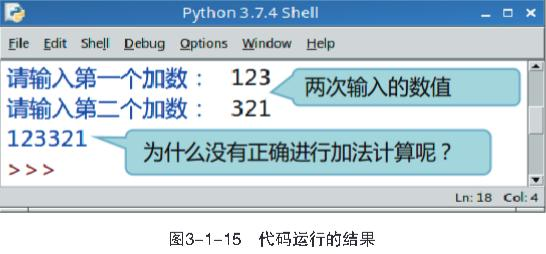 Python 3.7.4 Shell
File Edit Shell Debug Options Window Help
请输入第一个加数： 123
两次输入的数值
请输入第二个加数： 321
123321
为什么没有正确进行加法计算呢？
>>>
Ln: 18 Col: 4
图3-1-15 代码运行的结果